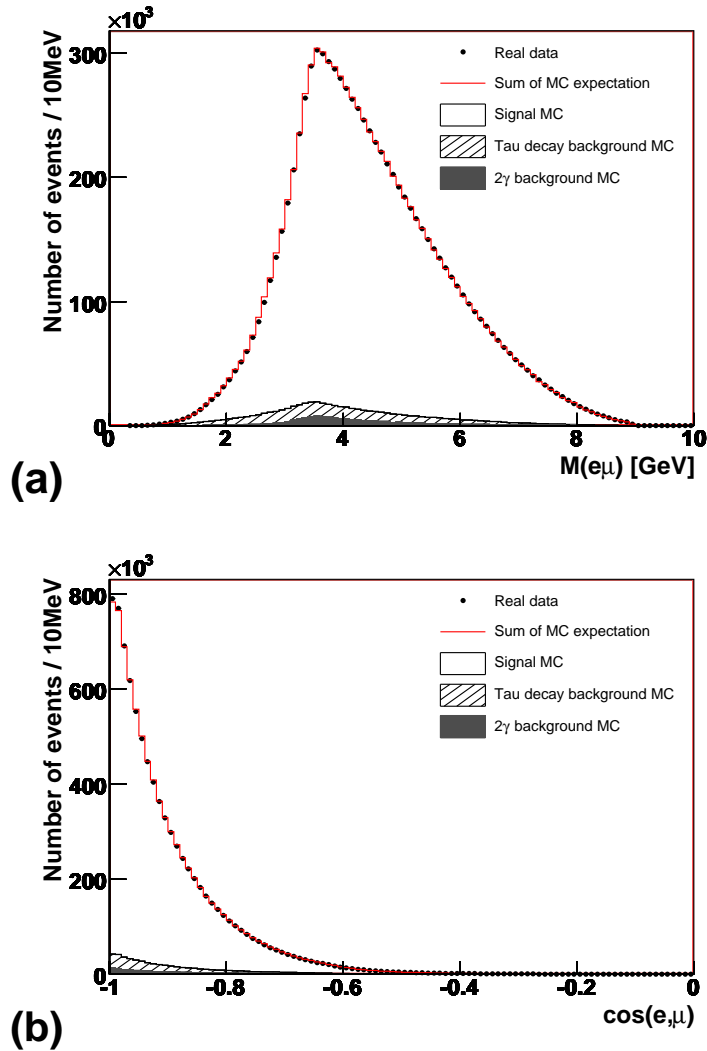 ×10³
300
200
100
0
Number of events / 10MeV
Real data
Sum of MC expectation
Signal MC
Tau decay background MC
2γ background MC
0 2 4 6 8 10
M(eμ) [GeV]
(a)
×10³
800
600
400
200
0
Number of events / 10MeV
Real data
Sum of MC expectation
Signal MC
Tau decay background MC
2γ background MC
-1 -0.8 -0.6 -0.4 -0.2 0
cos(e,μ)
(b)